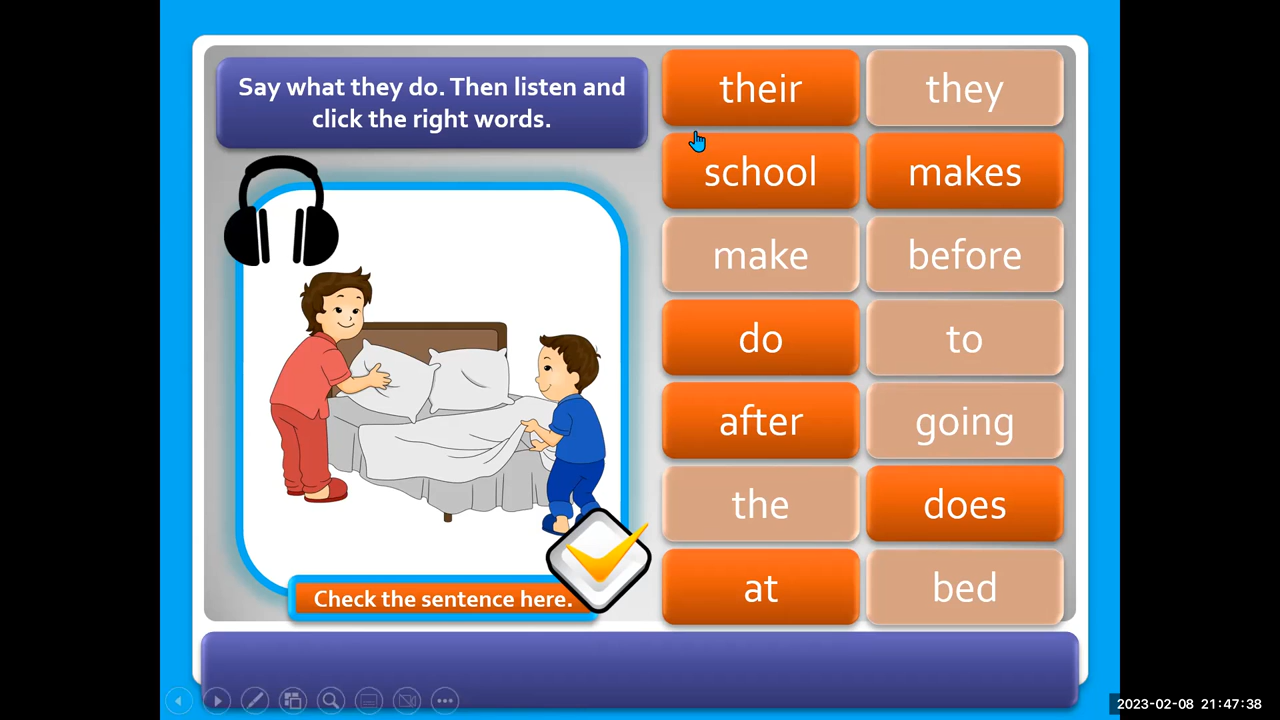 Say what they do. Then listen and
click the right words.
their
they
school
makes
make
before
do
to
after
going
the
does
at
bed
Check the sentence here.
2023-02-08 21:47:38